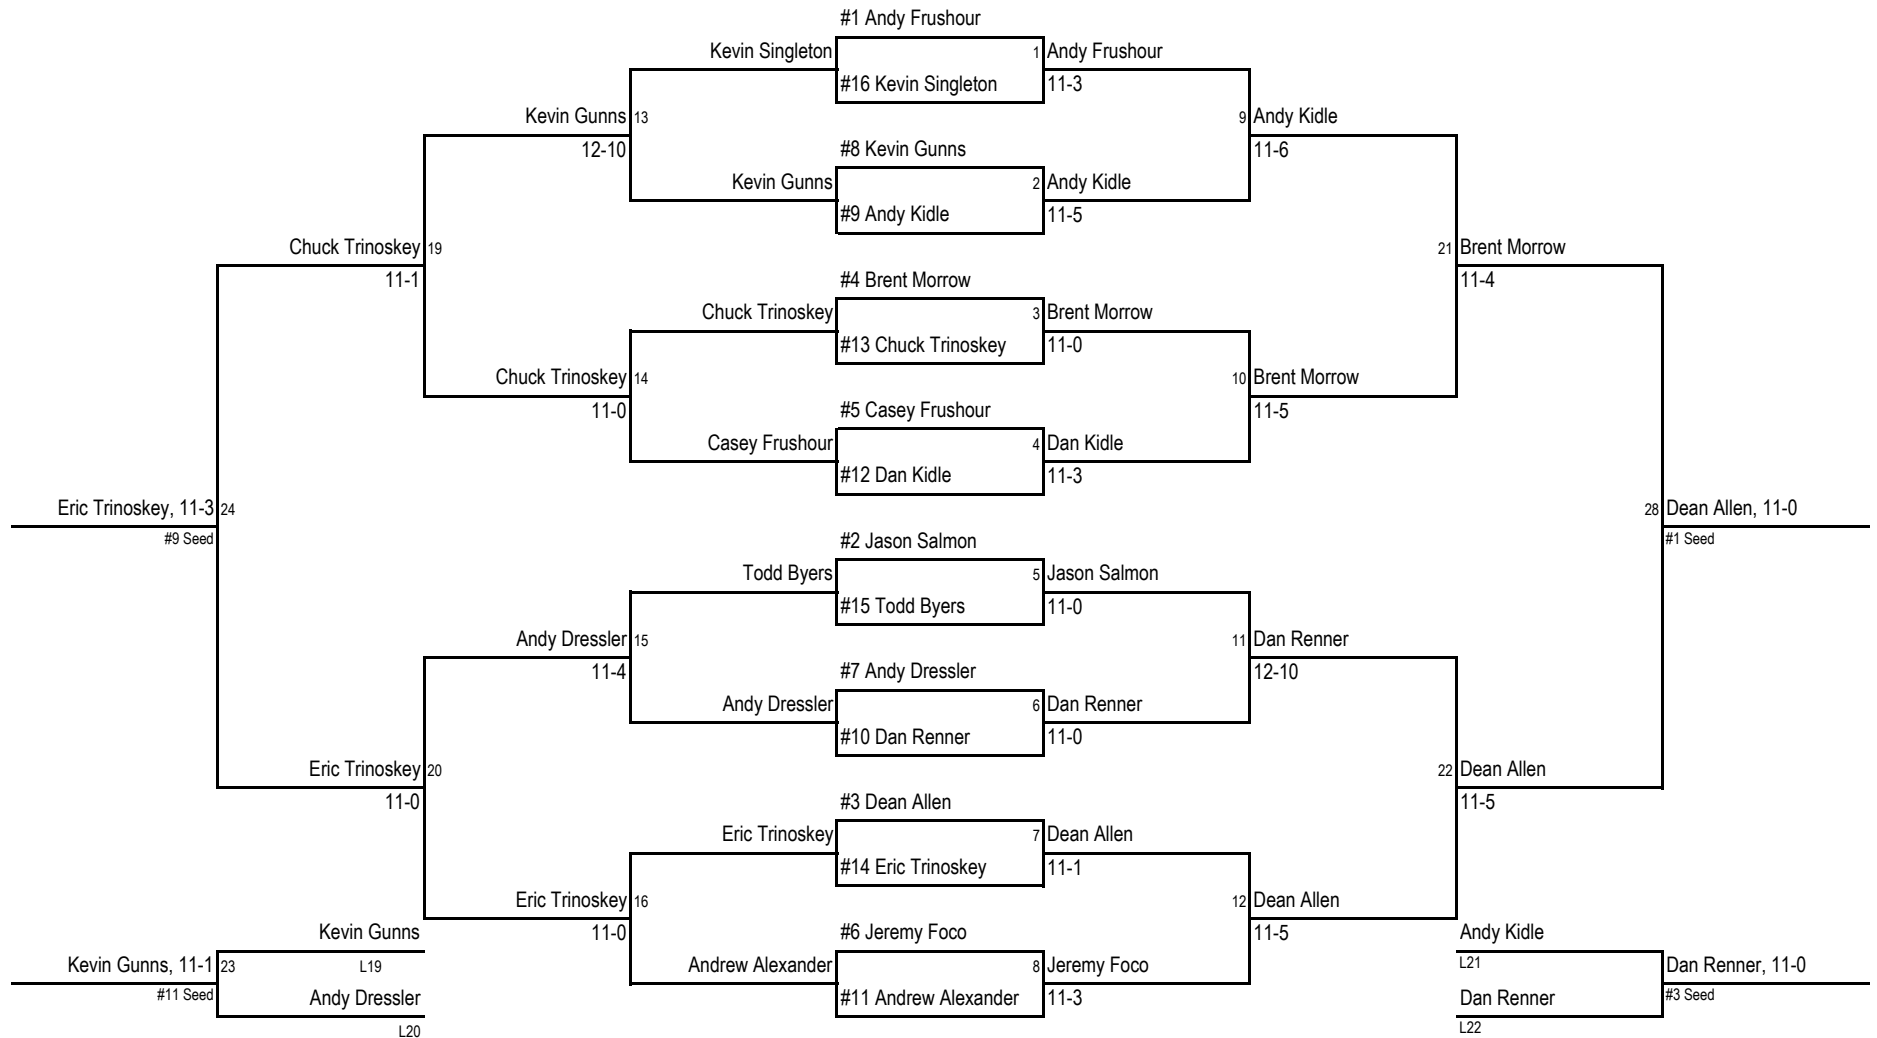 #1 Andy Frushour
Kevin Singleton 1 Andy Frushour
#16 Kevin Singleton 11-3
Kevin Gunns 13 9 Andy Kidle
12-10 #8 Kevin Gunns 11-6
Kevin Gunns 2 Andy Kidle
#9 Andy Kidle 11-5
Chuck Trinoskey 19 21 Brent Morrow
11-1 #4 Brent Morrow 11-4
Chuck Trinoskey 3 Brent Morrow
#13 Chuck Trinoskey 11-0
Chuck Trinoskey 14 10 Brent Morrow
11-0 #5 Casey Frushour 11-5
Casey Frushour 4 Dan Kidle
#12 Dan Kidle 11-3
Eric Trinoskey, 11-3 24 28 Dean Allen, 11-0
#9 Seed #2 Jason Salmon #1 Seed
Todd Byers 5 Jason Salmon
#15 Todd Byers 11-0
Andy Dressler 15 11 Dan Renner
11-4 #7 Andy Dressler 12-10
Andy Dressler 6 Dan Renner
#10 Dan Renner 11-0
Eric Trinoskey 20 22 Dean Allen
11-0 #3 Dean Allen 11-5
Eric Trinoskey 7 Dean Allen
#14 Eric Trinoskey 11-1
Eric Trinoskey 16 12 Dean Allen
Kevin Gunns 11-0 #6 Jeremy Foco 11-5 Andy Kidle
Kevin Gunns, 11-1 23 L19 Andrew Alexander 8 Jeremy Foco L21 Dan Renner, 11-0
#11 Seed Andy Dressler #11 Andrew Alexander 11-3 Dan Renner #3 Seed
L20 L22